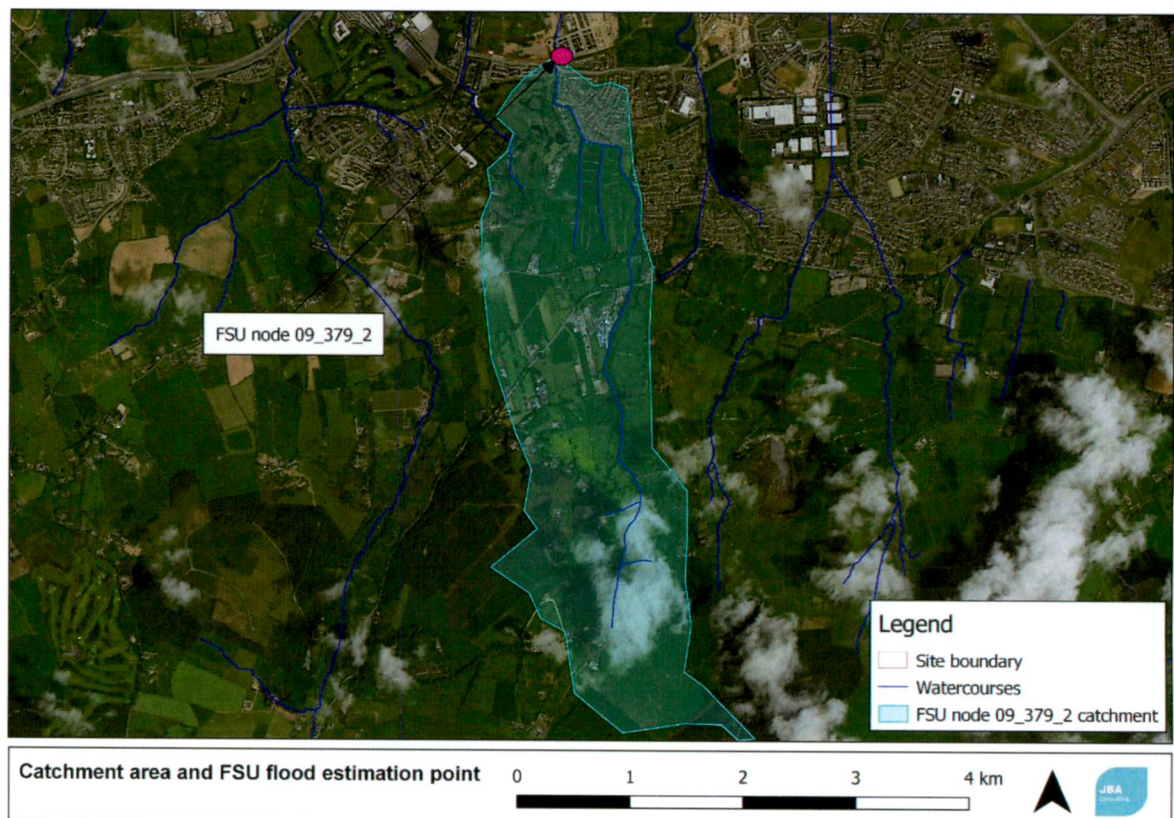 FSU node 09_379_2
Legend
Site boundary
Watercourses
FSU node 09_379_2 catchment
Catchment area and FSU flood estimation point
0 1 2 3 4 km
JBA
consulting